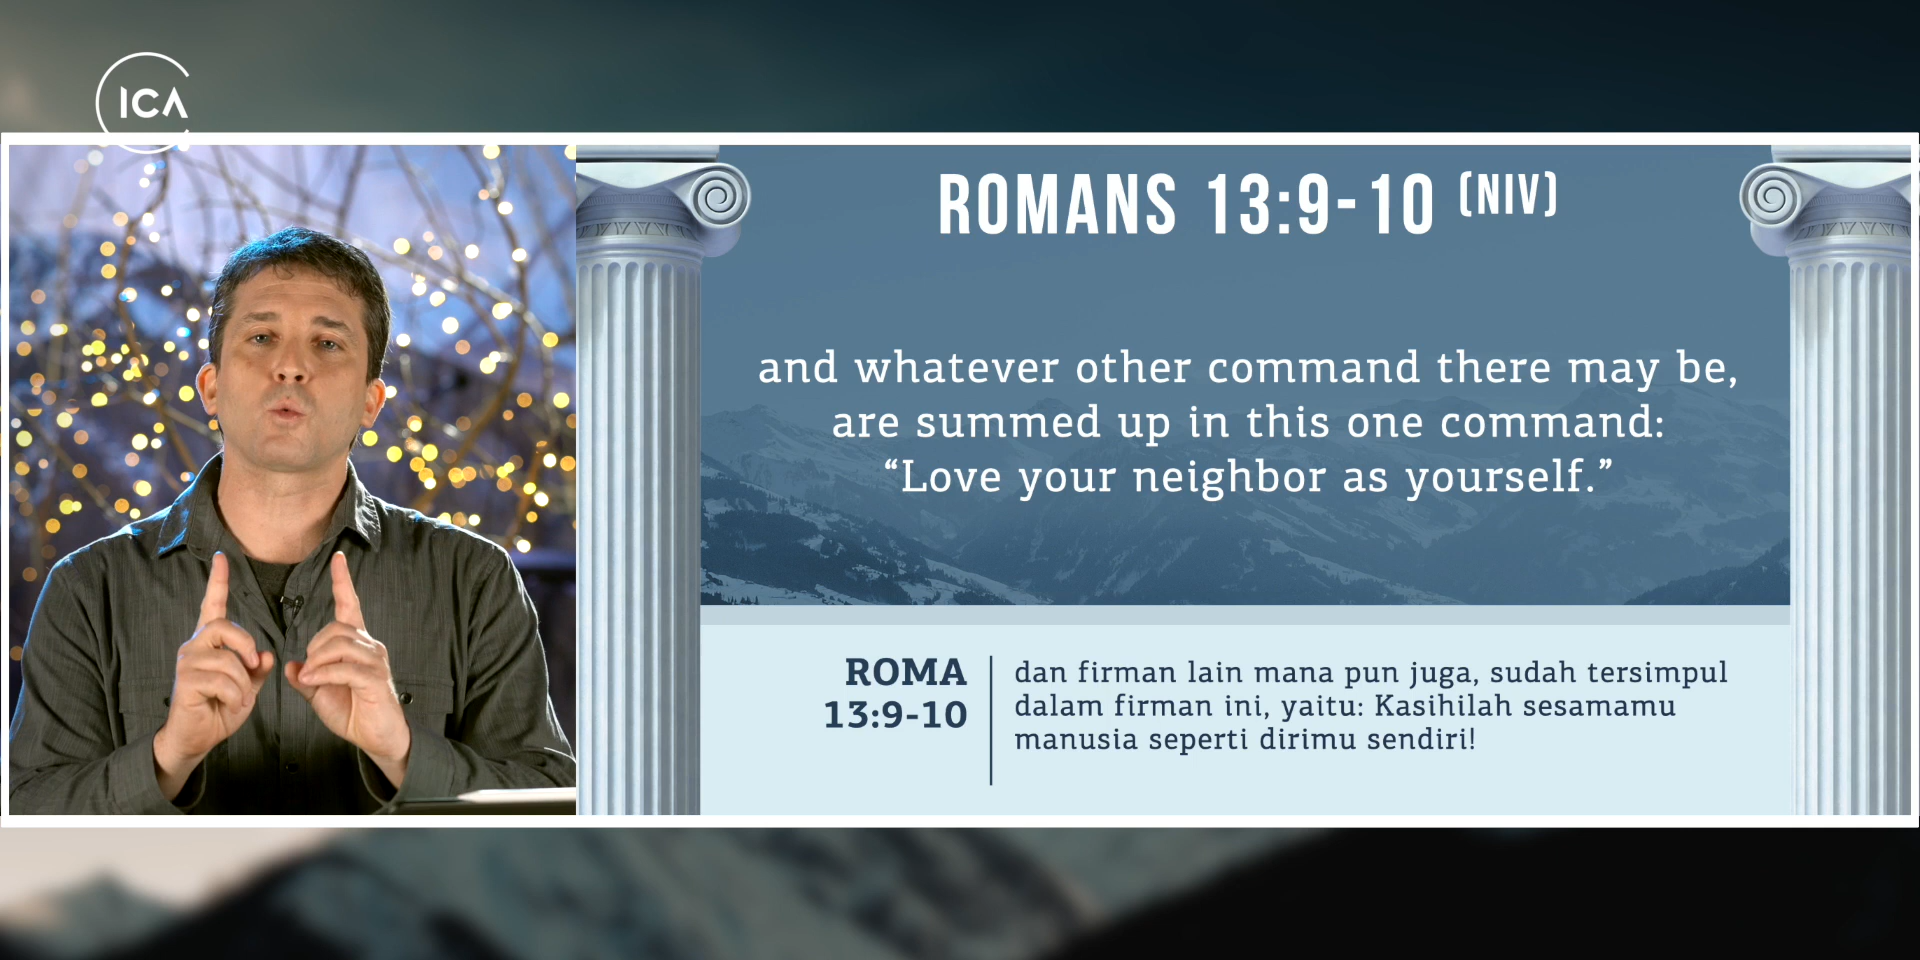 ICA
ROMANS 13:9-10 (NIV)
and whatever other command there may be,
are summed up in this one command:
“Love your neighbor as yourself.”
ROMA
13:9-10
dan firman lain mana pun juga, sudah tersimpul
dalam firman ini, yaitu: Kasihilah sesamamu
manusia seperti dirimu sendiri!